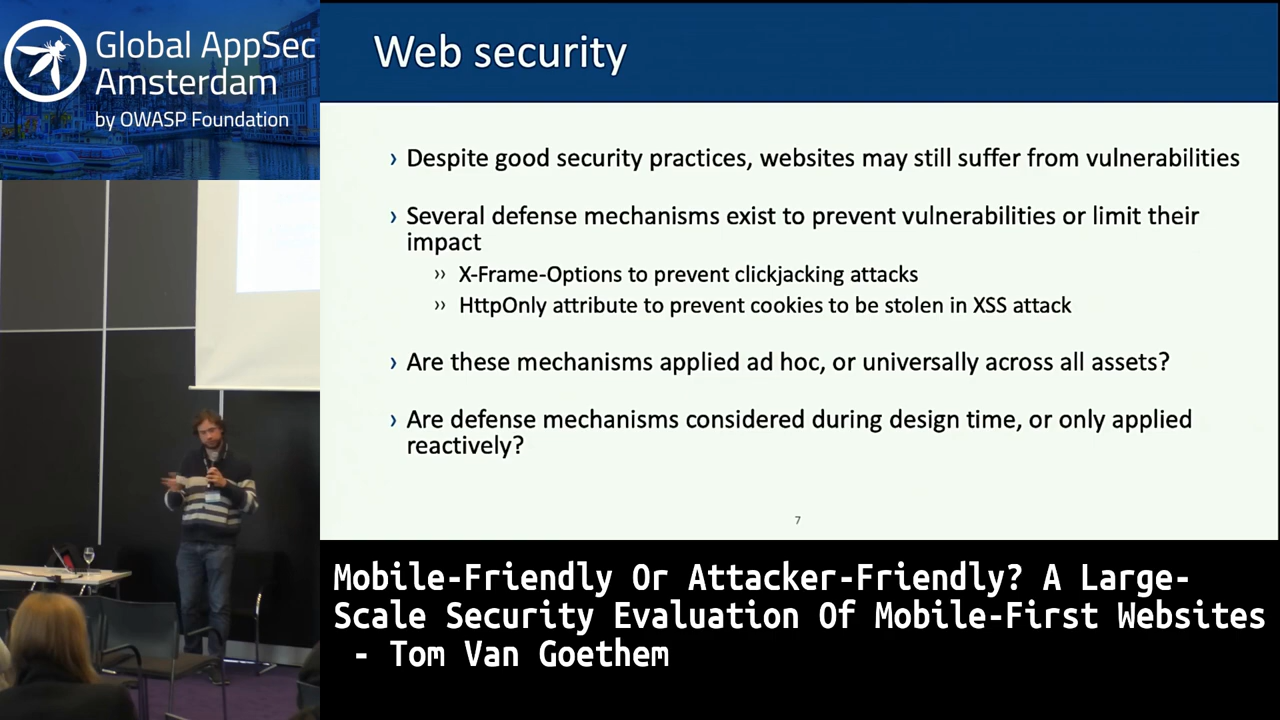 Global AppSec
Amsterdam
by OWASP Foundation
Web security
› Despite good security practices, websites may still suffer from vulnerabilities
› Several defense mechanisms exist to prevent vulnerabilities or limit their
impact
›› X-Frame-Options to prevent clickjacking attacks
›› HttpOnly attribute to prevent cookies to be stolen in XSS attack
› Are these mechanisms applied ad hoc, or universally across all assets?
› Are defense mechanisms considered during design time, or only applied
reactively?
7
Mobile-Friendly Or Attacker-Friendly? A Large-
Scale Security Evaluation Of Mobile-First Websites
- Tom Van Goethem